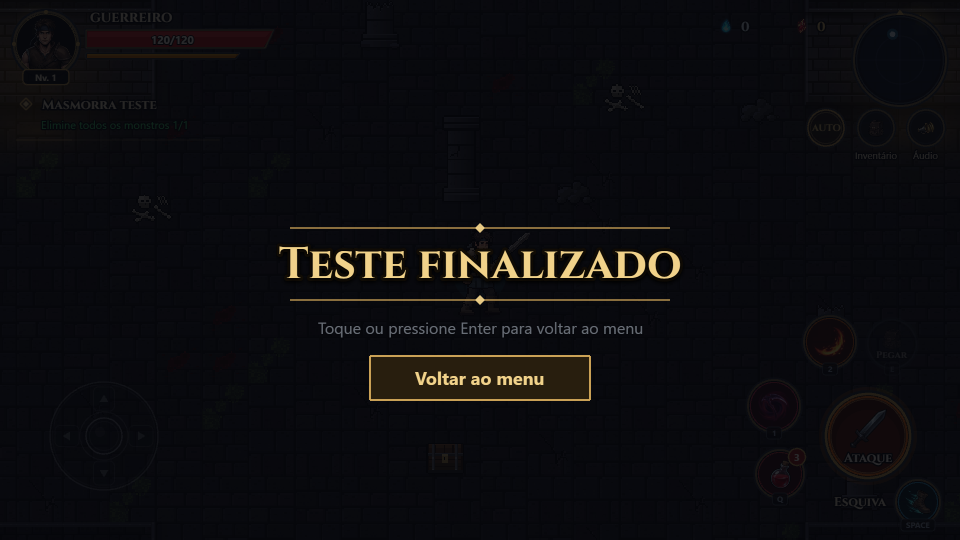 GUERREIRO
120/120
Nv. 1
MASMORRA TESTE
Elimine todos os monstros 1/1
0
0
AUTO
Inventário
Áudio
TESTE FINALIZADO
Toque ou pressione Enter para voltar ao menu
Voltar ao menu
PEGAR
2
1
3
ATAQUE
Q
ESQUIVA
SPACE